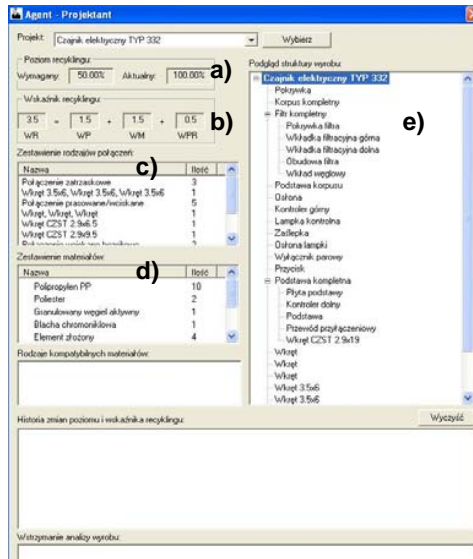 Agent - Projektant
Projekt: Czajnik elektryczny TYP 332 Wybierz
Poziom recyklingu:
Wymagany: 50.00% Aktualny: 100.00% a)
Wskaźnik recyklingu:
3.5 = 1.5 + 1.5 + 0.5 b)
WR WP WM WPR
Zestawienie rodzajów połączeń:
c)
Nazwa Ilość
Połączenie zatrzaskowe 3
Wkręt 3.5x6, Wkręt 3.5x6, Wkręt 3.5x6 1
Połączenie prasowane/wciskane 5
Wkręt, Wkręt, Wkręt 1
Wkręt CZST 2.9x6.5 1
Wkręt CZST 2.9x9.5 1
Zestawienie materiałów:
d)
Nazwa Ilość
Polipropylen PP 10
Poliester 2
Granulowany węgiel aktywny 1
Blacha chromoniklowa 1
Element złożony 4
Rodzaje kompatybilnych materiałów:
Podgląd struktury wyrobu:
Czajnik elektryczny TYP 332
Pokrywka
Korpus kompletny
e)
Filtr kompletny
Pokrywka filtra
Wkładka filtracyjna górna
Wkładka filtracyjna dolna
Obudowa filtra
Wkład węglowy
Podstawa korpusu
Osłona
Kontroler górny
Lampka kontrolna
Zaślepka
Osłona lampki
Wyłącznik parowy
Przycisk
Podstawa kompletna
Płyta podstawy
Kontroler dolny
Podstawa
Przewód przyłączeniowy
Wkręt CZST 2.9x19
Wkręt
Wkręt
Wkręt
Wkręt 3.5x6
Wkręt 3.5x6
Historia zmian poziomu i wskaźnika recyklingu: Wyczyść
Wstrzymanie analizy wyrobu: